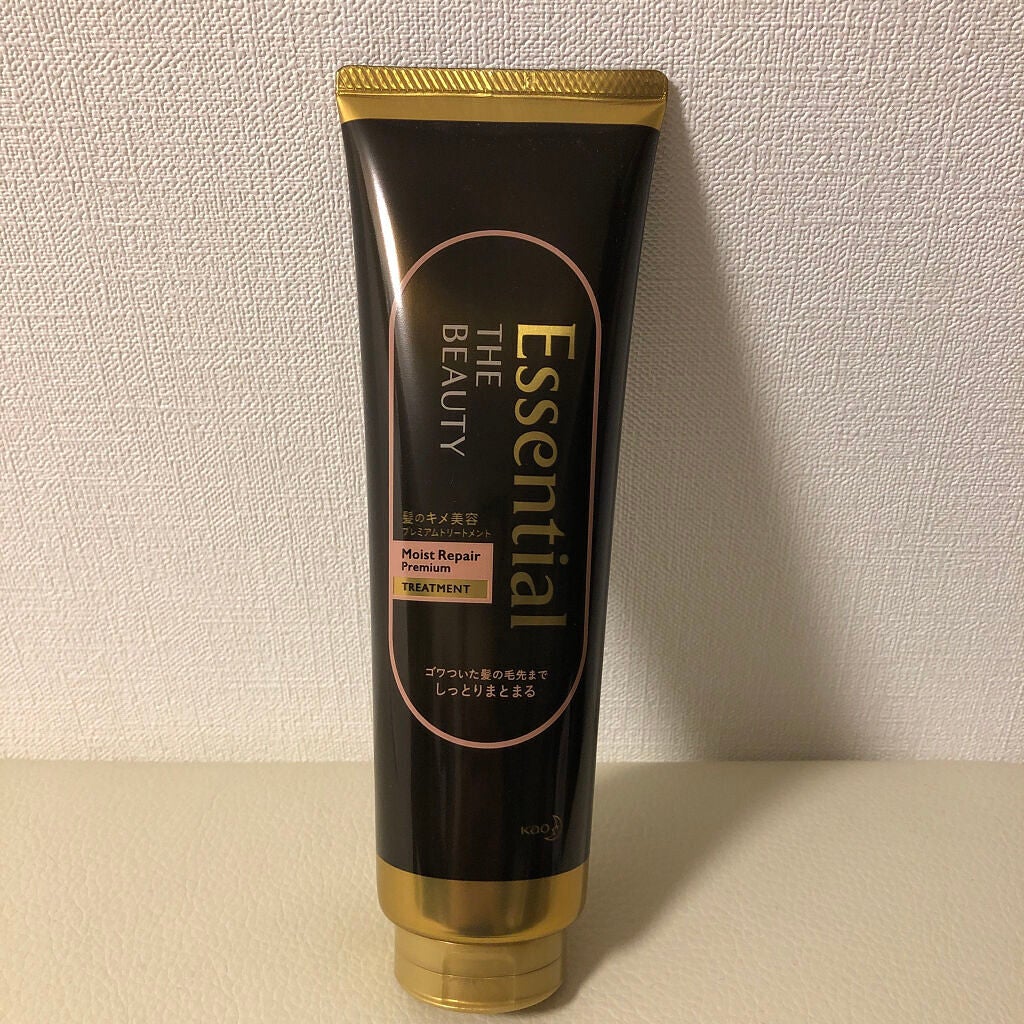 Essential
THE
BEAUTY
髪のキメ美容
プレミアムトリートメント
Moist Repair
Premium
TREATMENT
ゴワついた髪の毛先まで
しっとりまとまる
Kao